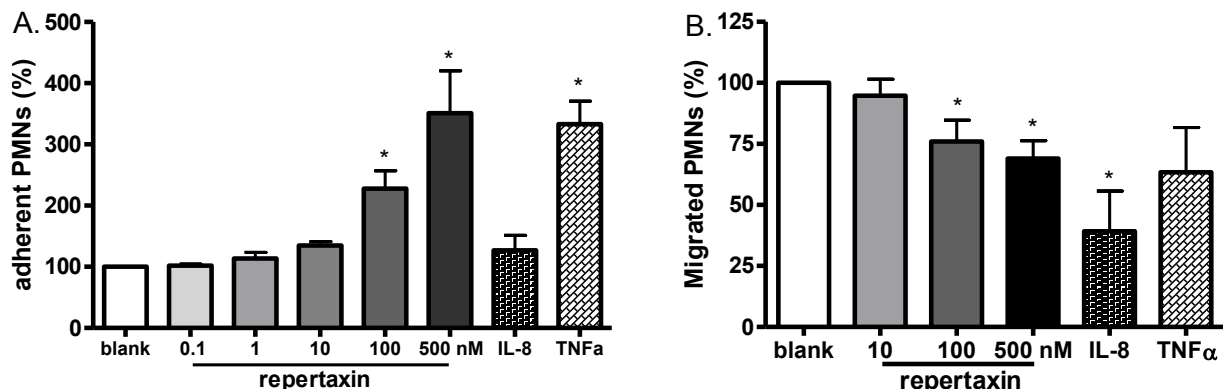 A.
adherent PMNs (%)
500
400
300
200
100
0
*
*
*
blank 0.1 1 10 100 500 nM IL-8 TNFa
repertaxin
B.
Migrated PMNs (%)
125
100
75
50
25
0
*
*
*
blank 10 100 500 nM IL-8 TNFα
repertaxin